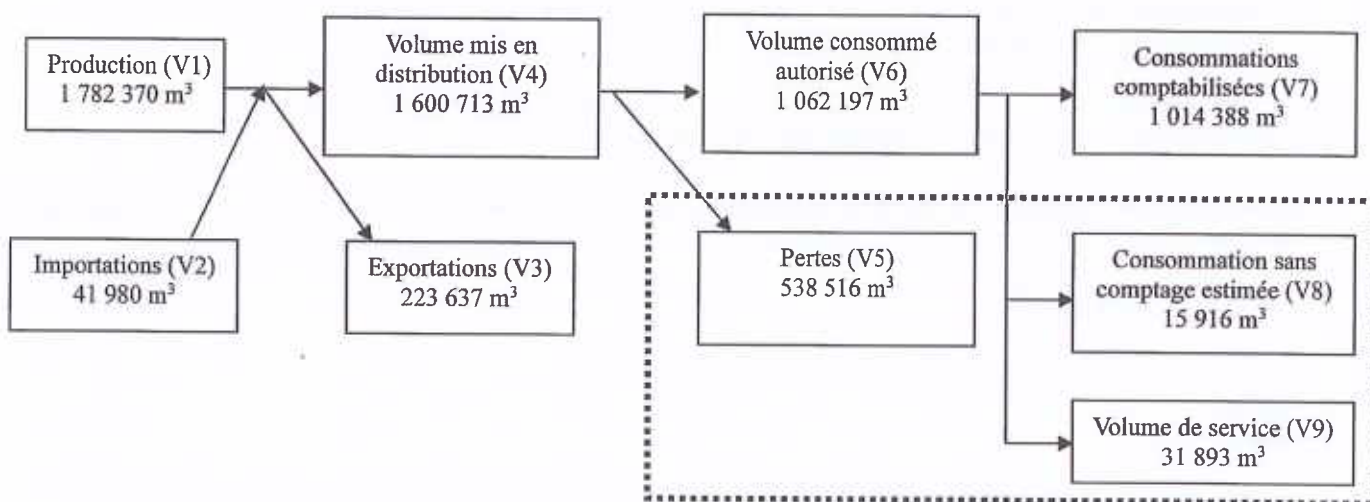 Production (V1)
1 782 370 m³
Volume mis en
distribution (V4)
1 600 713 m³
Volume consommé
autorisé (V6)
1 062 197 m³
Consommations
comptabilisées (V7)
1 014 388 m³
Importations (V2)
41 980 m³
Exportations (V3)
223 637 m³
Pertes (V5)
538 516 m³
Consommation sans
comptage estimée (V8)
15 916 m³
Volume de service (V9)
31 893 m³